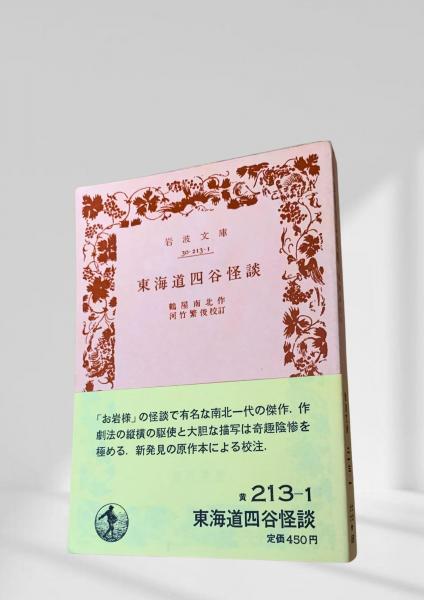 岩波文庫
30-213-1
東海道四谷怪談
鶴屋南北作
河竹繁俊校訂
「お岩様」の怪談で有名な南北一代の傑作．作
劇法の縦横の駆使と大胆な描写は奇趣陰惨を
極める．新発見の原作本による校注．
黄 213-1
東海道四谷怪談
定価450円